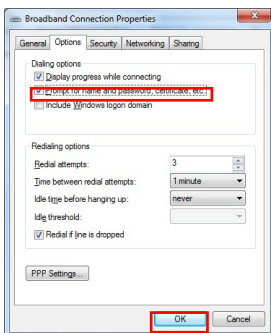 Broadband Connection Properties
General Options Security Networking Sharing
Dialing options
Display progress while connecting
Prompt for name and password, certificate, etc.
Include Windows logon domain
Redialing options
Redial attempts: 3
Time between redial attempts: 1 minute
Idle time before hanging up: never
Idle threshold:
Redial if line is dropped
PPP Settings...
OK Cancel